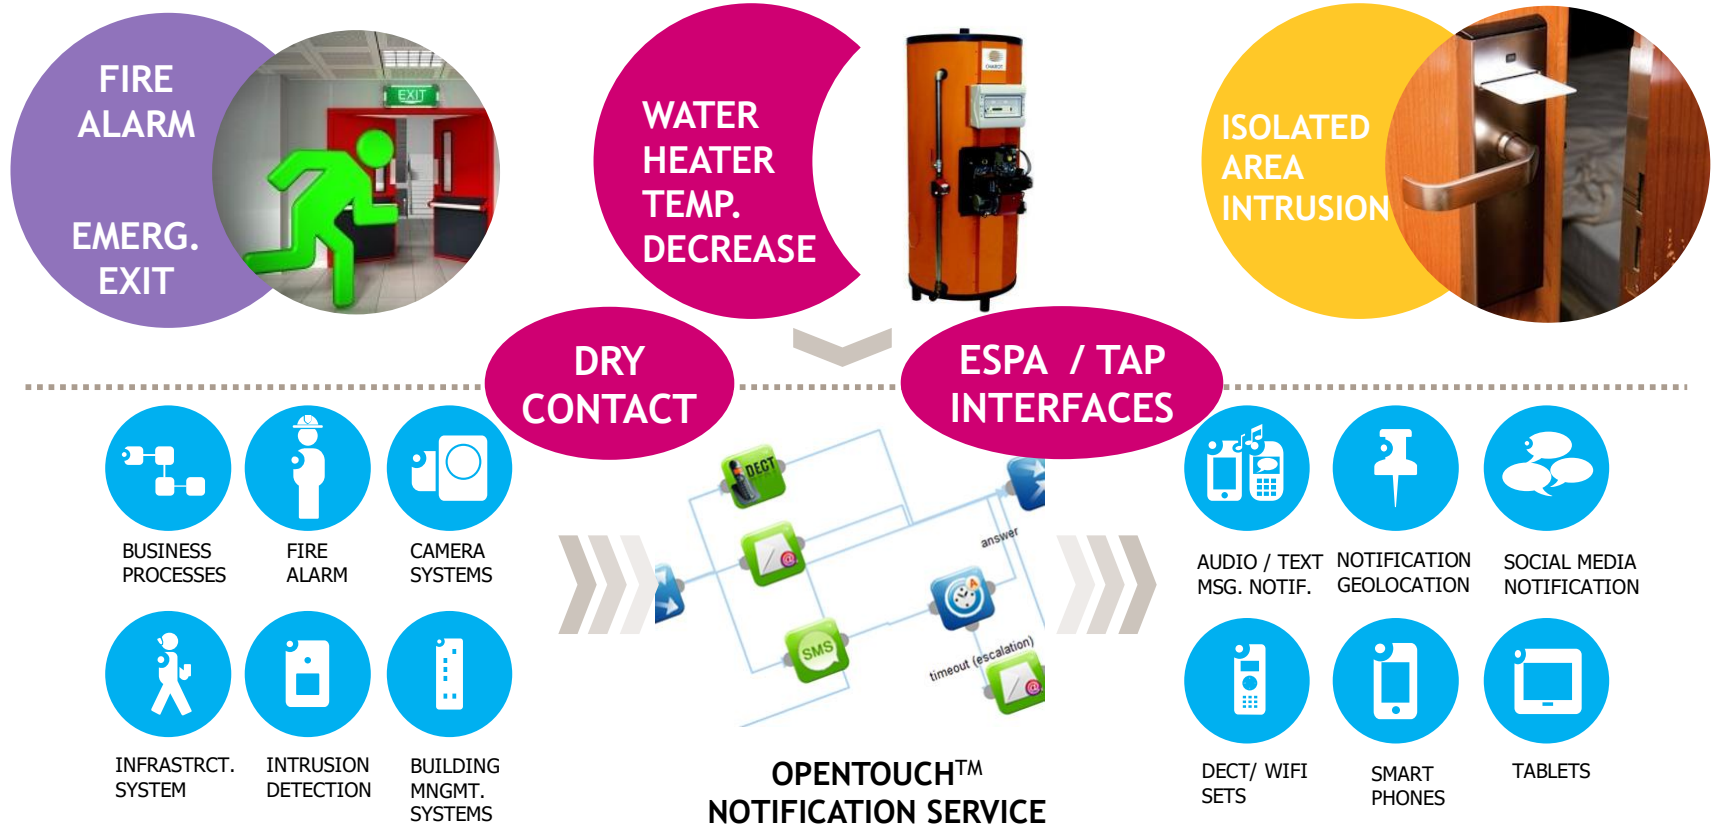 FIRE
ALARM
EMERG.
EXIT
EXIT
WATER
HEATER
TEMP.
DECREASE
ISOLATED
AREA
INTRUSION
DRY
CONTACT
ESPA / TAP
INTERFACES
BUSINESS
PROCESSES
FIRE
ALARM
CAMERA
SYSTEMS
INFRASTRCT.
SYSTEM
INTRUSION
DETECTION
BUILDING
MNGMT.
SYSTEMS
DECT
@
SMS
A
answer
timeout (escalation)
@
OPENTOUCH™
NOTIFICATION SERVICE
AUDIO / TEXT
MSG. NOTIF.
NOTIFICATION
GEOLOCATION
SOCIAL MEDIA
NOTIFICATION
DECT/ WIFI
SETS
SMART
PHONES
TABLETS